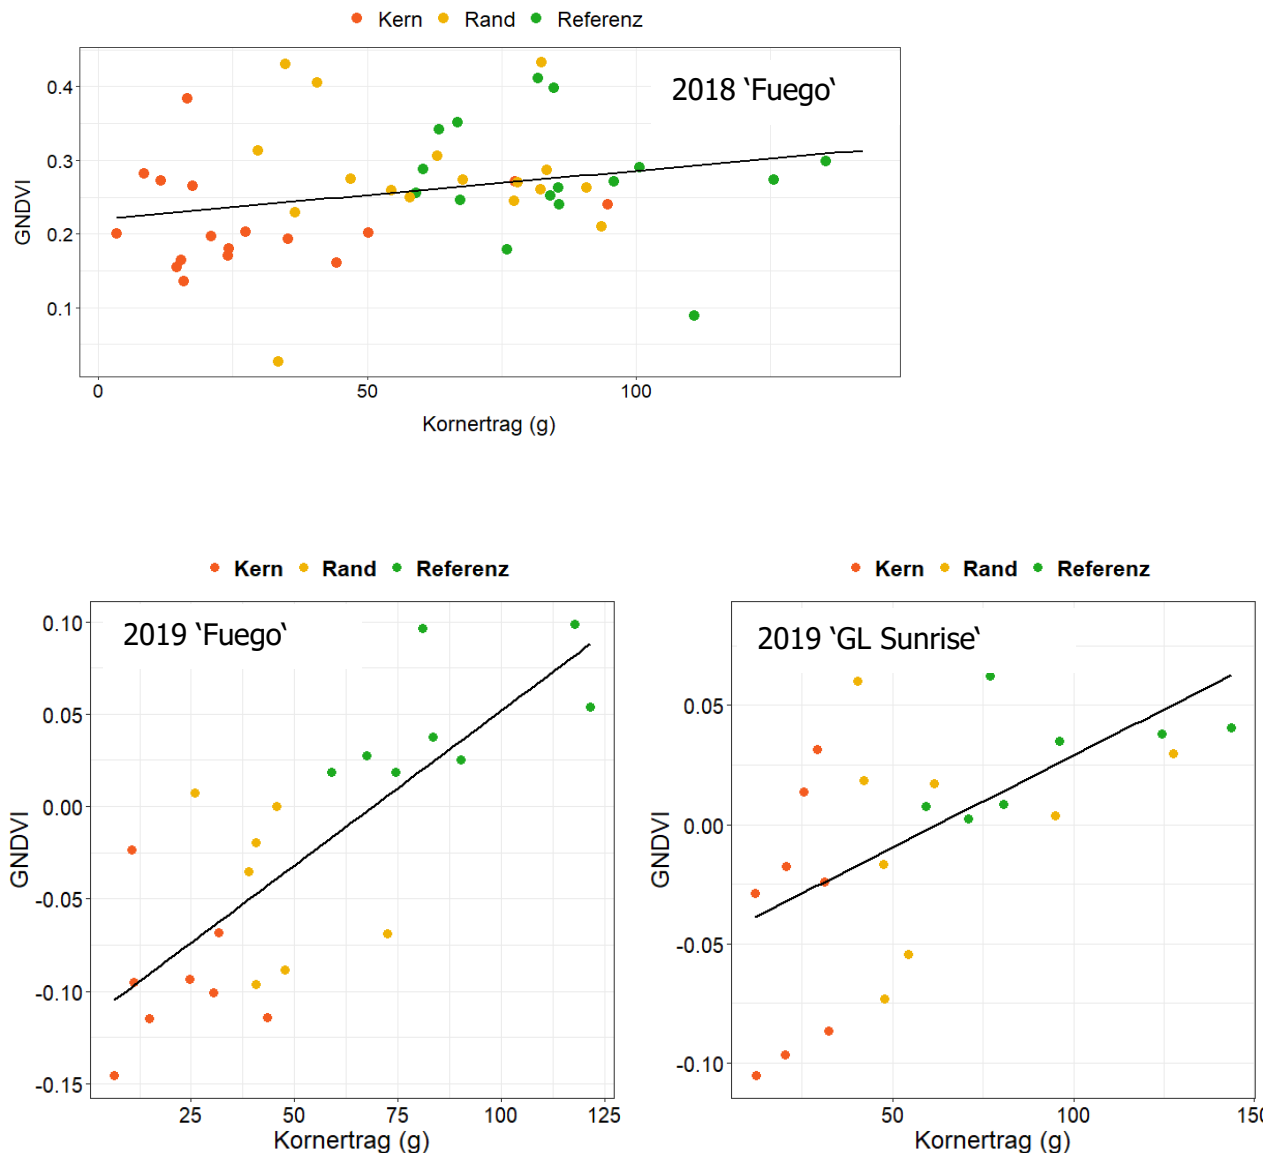 Kern Rand Referenz
2018 ‘Fuego‘
0.4
0.3
0.2
0.1
GNDVI
0 50 100
Kornertrag (g)
Kern Rand Referenz
2019 ‘Fuego‘
0.10
0.05
0.00
-0.05
-0.10
-0.15
GNDVI
25 50 75 100 125
Kornertrag (g)
Kern Rand Referenz
2019 ‘GL Sunrise‘
0.05
0.00
-0.05
-0.10
GNDVI
50 100 150
Kornertrag (g)